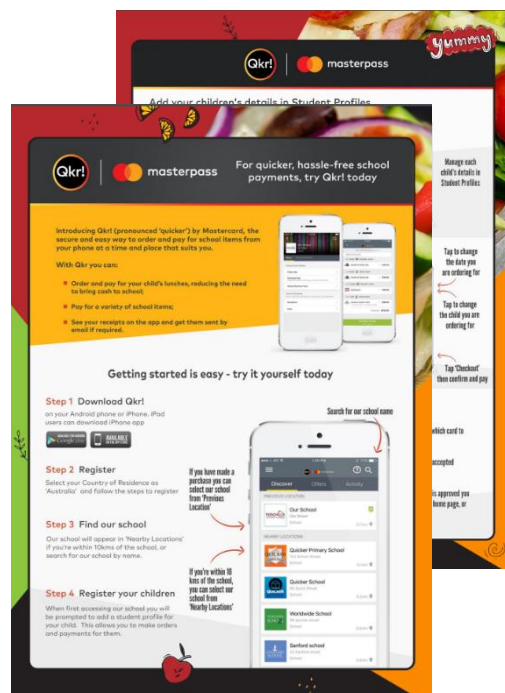 yummy
Qkr!
masterpass
Add your children's details in Student Profiles
Manage each
child's details in
Student Profiles
Tap to change
the date you
are ordering for
Tap to change
the child you are
ordering for
Tap 'Checkout'
then confirm and pay
which card to
accepted
is approved you
home page, or
Qkr!
masterpass
For quicker, hassle-free school
payments, try Qkr! today
Introducing Qkr! (pronounced 'quicker') by Mastercard, the
secure and easy way to order and pay for school items from
your phone at a time and place that suits you.
With Qkr you can:
Order and pay for your child's lunches, reducing the need
to bring cash to school;
Pay for a variety of school items;
See your receipts on the app and get them sent by
email if required.
Getting started is easy - try it yourself today
Step 1 Download Qkr!
on your Android phone or iPhone. iPad
users can download iPhone app
Google play
AVAILABLE
Step 2 Register
Select your Country of Residence as
'Australia' and follow the steps to register
Step 3 Find our school
Our school will appear in 'Nearby Locations'
if you're within 10kms of the school, or
search for our school by name.
Step 4 Register your children
When first accessing our school you will
be prompted to add a student profile for
your child. This allows you to make orders
and payments for them.
Search for our school name
If you have made a
purchase you can
select our school
from 'Previous
Location'
If you're within 10
kms of the school,
you can select our
school from
'Nearby Locations'
Discover
Offers
Activity
PREVIOUS LOCATION
Our School
School
NEARBY LOCATIONS
Quicker Primary School
School
Quicker School
School
Worldwide School
School
Sanford school
School